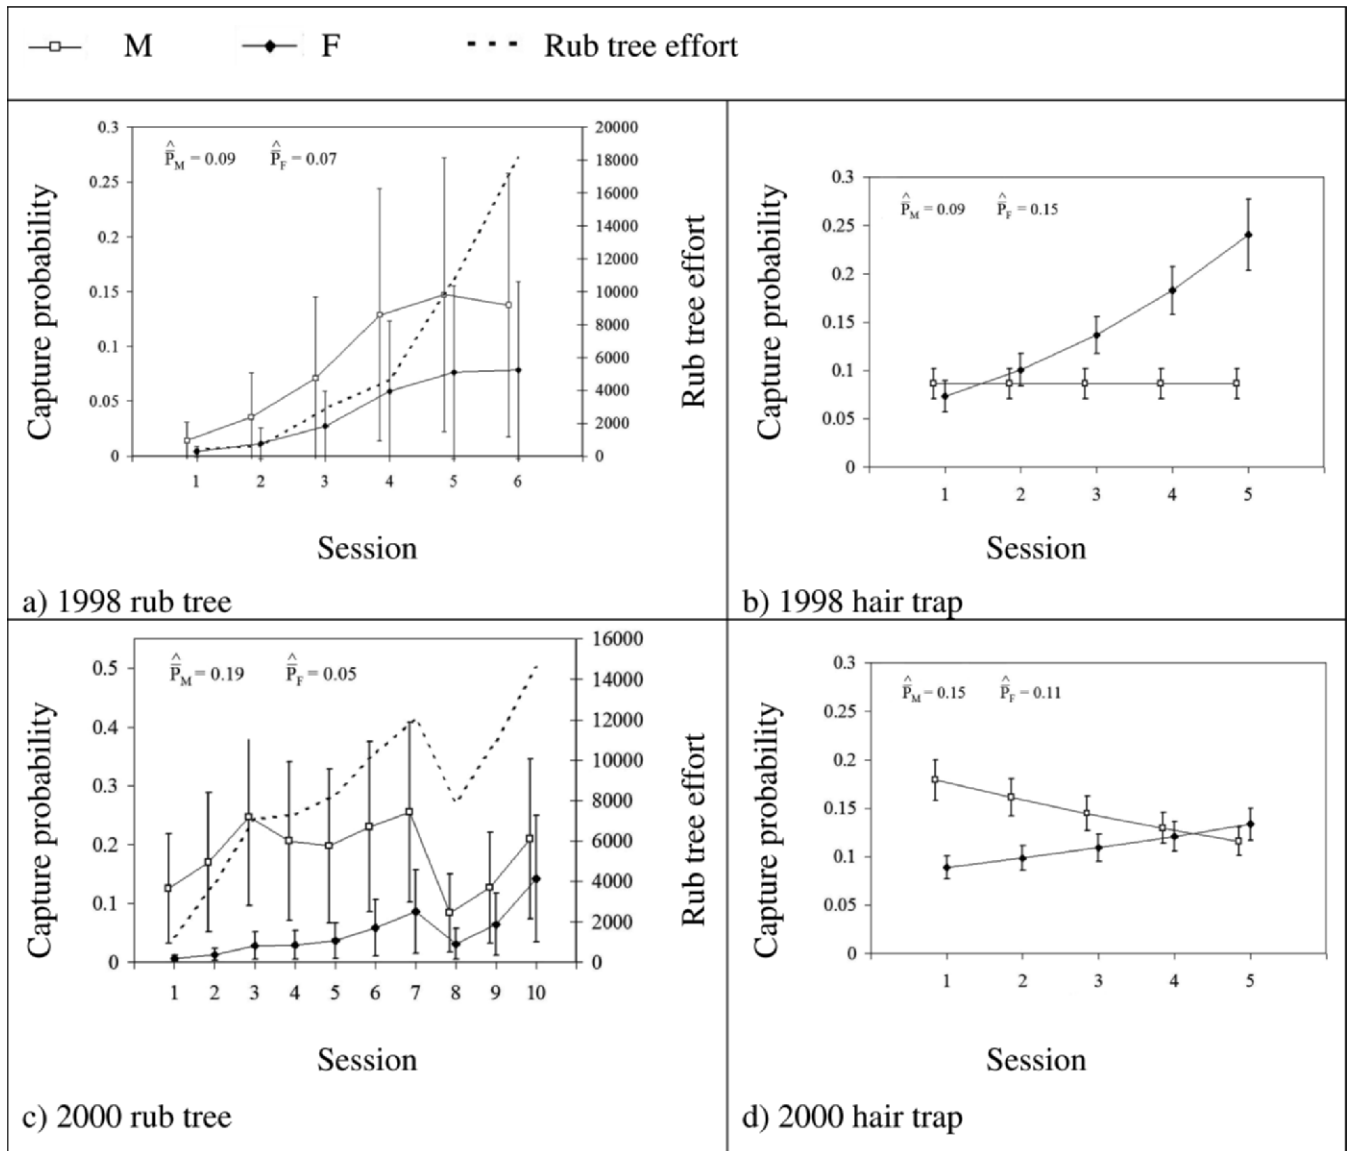 M F Rub tree effort
0.3 0.25 0.2 0.15 0.1 0.05 0
Capture probability
P̂M = 0.09 P̂F = 0.07
20000 18000 16000 14000 12000 10000 8000 6000 4000 2000 0
Rub tree effort
1 2 3 4 5 6
Session
a) 1998 rub tree
0.3 0.25 0.2 0.15 0.1 0.05 0
Capture probability
P̂M = 0.09 P̂F = 0.15
1 2 3 4 5
Session
b) 1998 hair trap
0.5 0.4 0.3 0.2 0.1 0
Capture probability
P̂M = 0.19 P̂F = 0.05
16000 14000 12000 10000 8000 6000 4000 2000 0
Rub tree effort
1 2 3 4 5 6 7 8 9 10
Session
c) 2000 rub tree
0.3 0.2 0.15 0.1 0.05 0
Capture probability
P̂M = 0.15 P̂F = 0.11
1 2 3 4 5
Session
d) 2000 hair trap